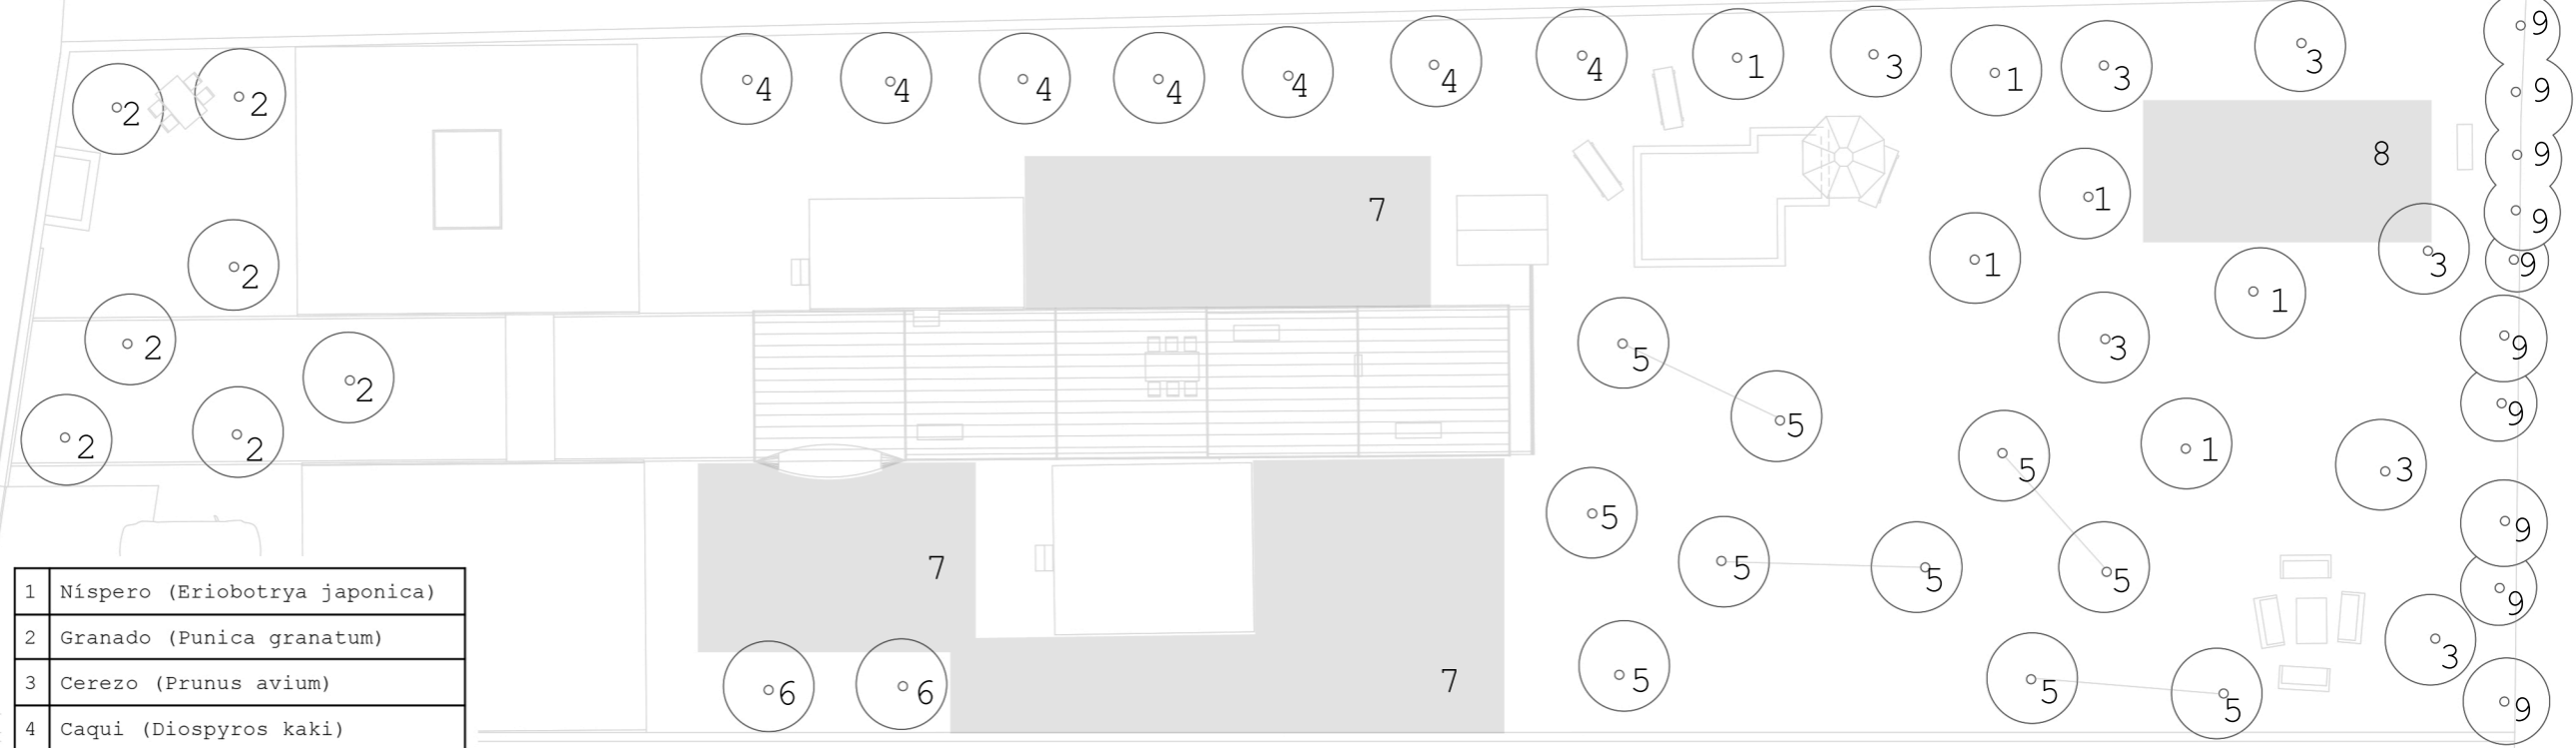 9
4 4 4 4 4 4 4 1 3 1 3 3 9
2 2
8 9
7 1 9
2 1 3 9
1
2 5 3 9
2 5 9
2 2 5 1 3
7 5 5 5 5 5 9
1 Níspero (Eriobotrya japonica)
9
2 Granado (Punica granatum)
3 Cerezo (Prunus avium)
6 6 7 5 5 5 3 9
4 Caqui (Diospyros kaki)